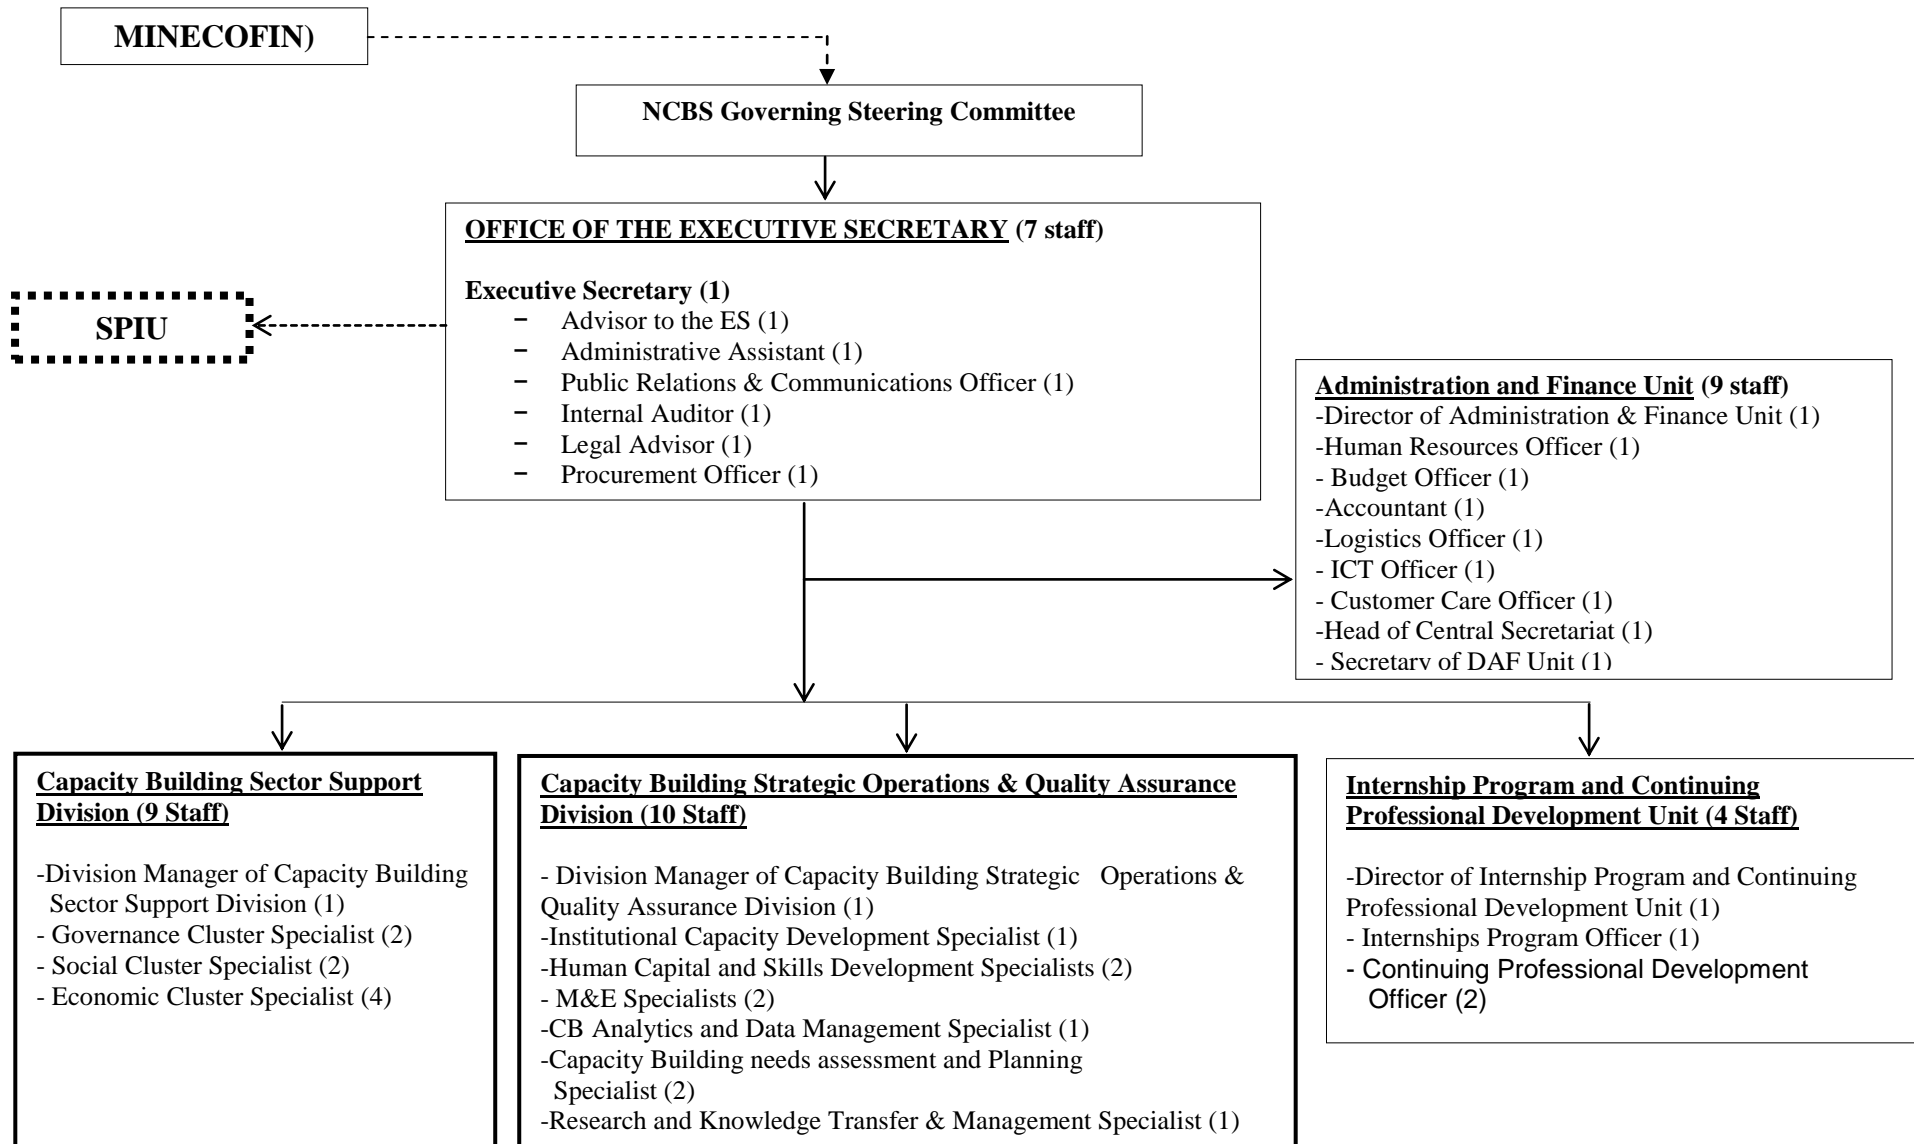 MINECOFIN)
NCBS Governing Steering Committee
OFFICE OF THE EXECUTIVE SECRETARY (7 staff)
Executive Secretary (1)
− Advisor to the ES (1)
− Administrative Assistant (1)
− Public Relations & Communications Officer (1)
− Internal Auditor (1)
− Legal Advisor (1)
− Procurement Officer (1)
SPIU
Administration and Finance Unit (9 staff)
-Director of Administration & Finance Unit (1)
-Human Resources Officer (1)
- Budget Officer (1)
-Accountant (1)
-Logistics Officer (1)
- ICT Officer (1)
- Customer Care Officer (1)
-Head of Central Secretariat (1)
- Secretary of DAF Unit (1)
Capacity Building Sector Support
Division (9 Staff)
-Division Manager of Capacity Building
Sector Support Division (1)
- Governance Cluster Specialist (2)
- Social Cluster Specialist (2)
- Economic Cluster Specialist (4)
Capacity Building Strategic Operations & Quality Assurance
Division (10 Staff)
- Division Manager of Capacity Building Strategic Operations &
Quality Assurance Division (1)
-Institutional Capacity Development Specialist (1)
-Human Capital and Skills Development Specialists (2)
- M&E Specialists (2)
-CB Analytics and Data Management Specialist (1)
-Capacity Building needs assessment and Planning
Specialist (2)
-Research and Knowledge Transfer & Management Specialist (1)
Internship Program and Continuing
Professional Development Unit (4 Staff)
-Director of Internship Program and Continuing
Professional Development Unit (1)
- Internships Program Officer (1)
- Continuing Professional Development
Officer (2)